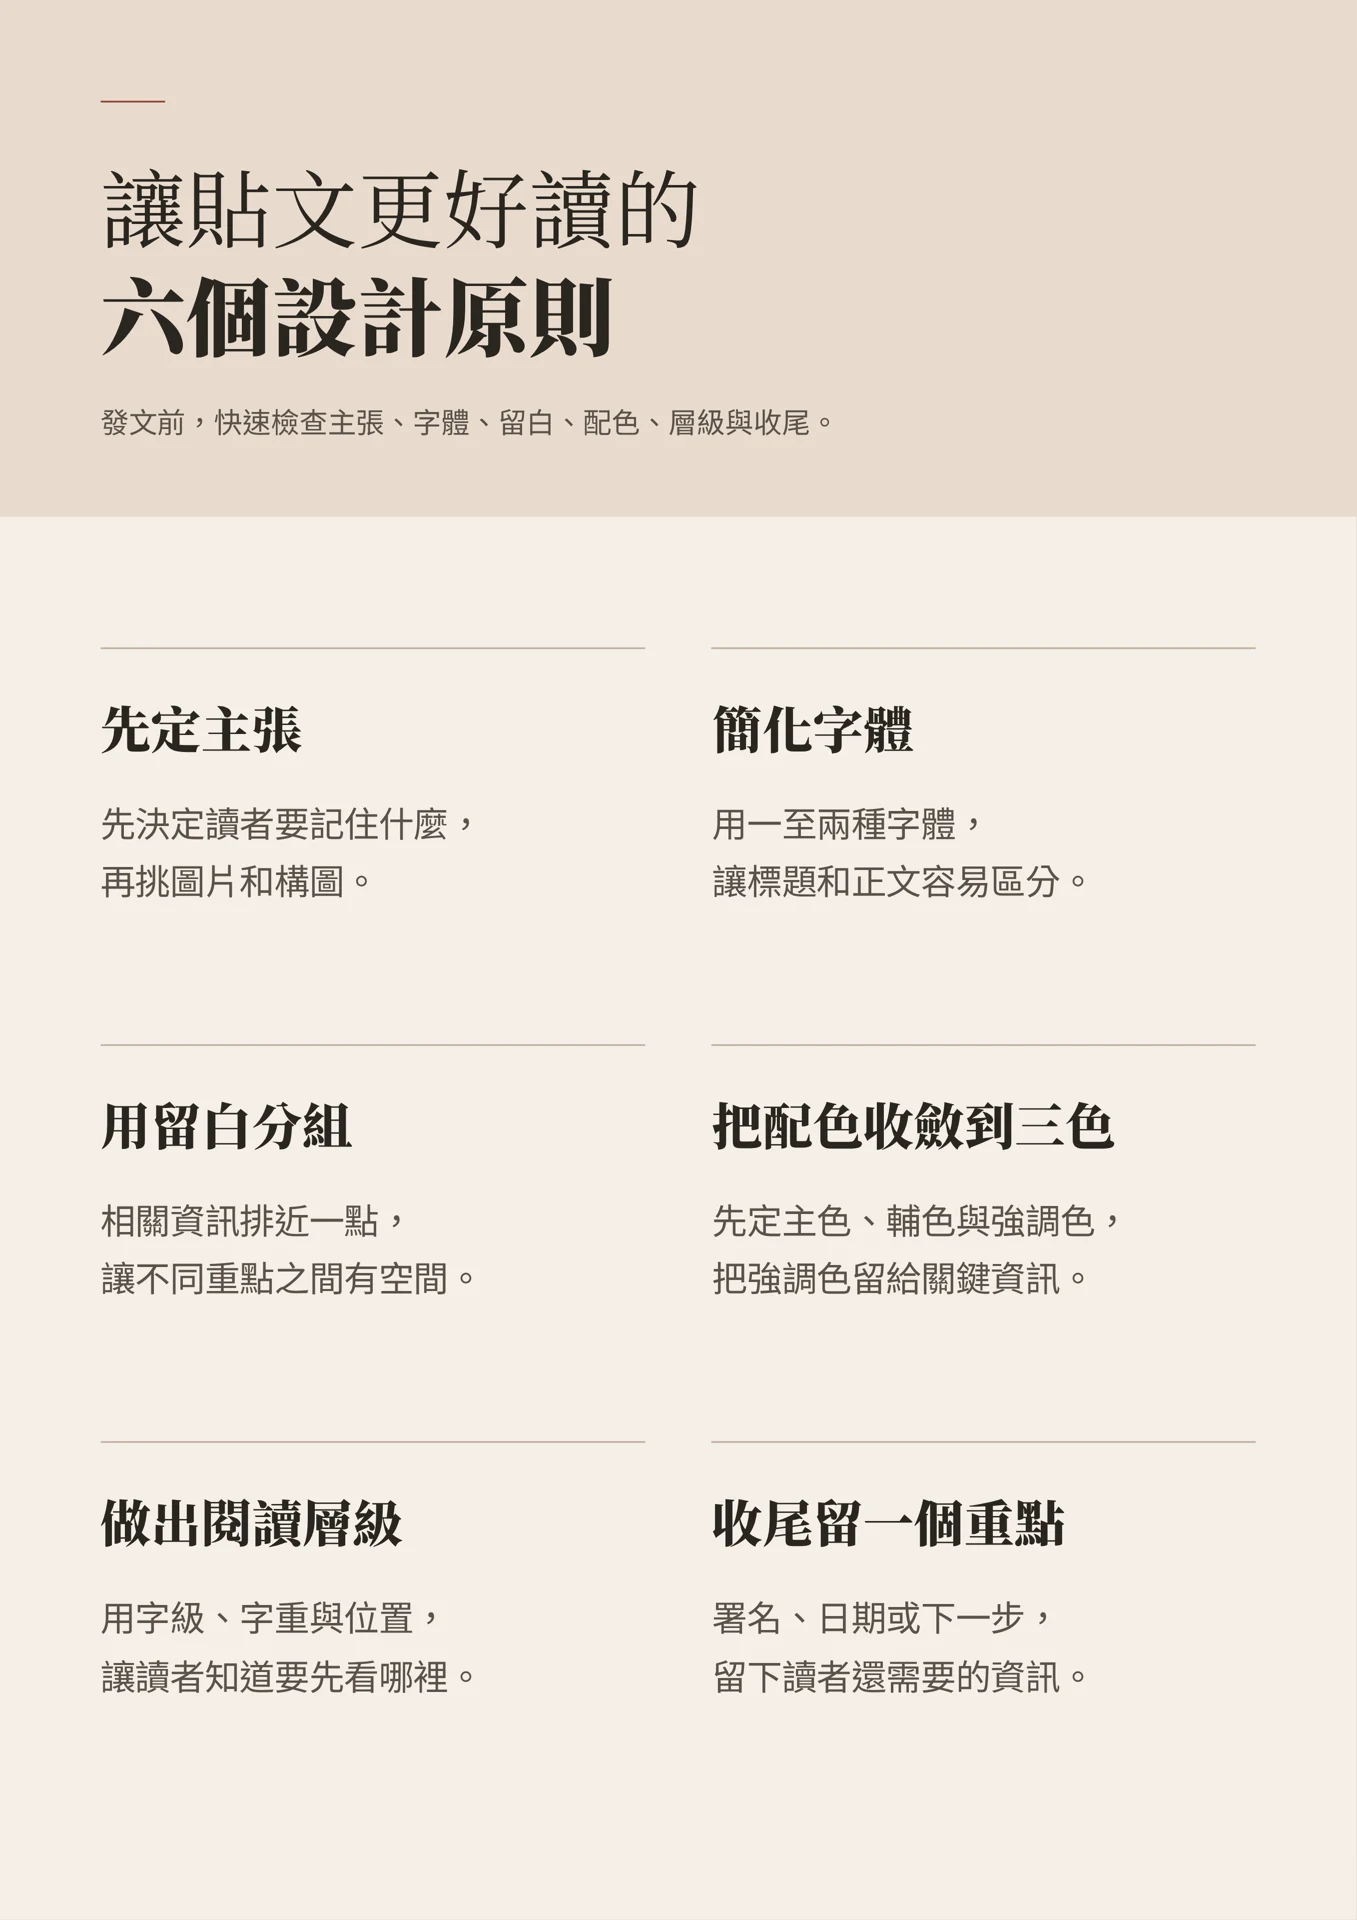 讓貼文更好讀的
六個設計原則
發文前，快速檢查主張、字體、留白、配色、層級與收尾。
先定主張
先決定讀者要記住什麼，
再挑圖片和構圖。
簡化字體
用一至兩種字體，
讓標題和正文容易區分。
用留白分組
相關資訊排近一點，
讓不同重點之間有空間。
把配色收斂到三色
先定主色、輔色與強調色，
把強調色留給關鍵資訊。
做出閱讀層級
用字級、字重與位置，
讓讀者知道要先看哪裡。
收尾留一個重點
署名、日期或下一步，
留下讀者還需要的資訊。